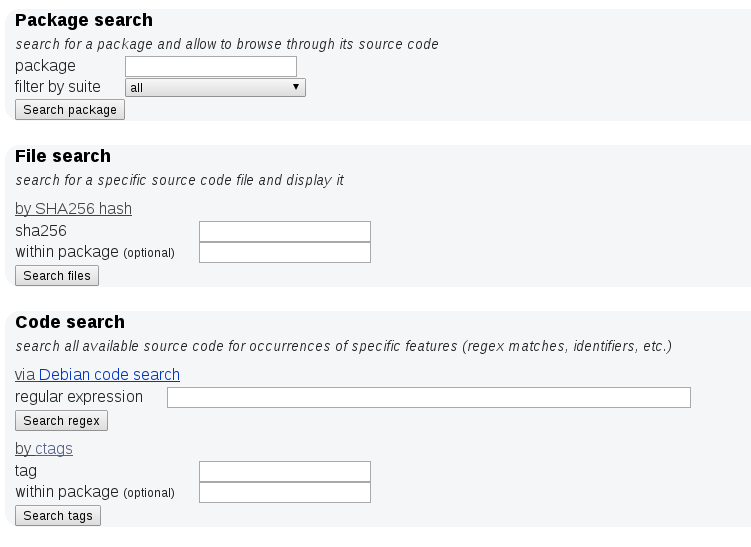 Package search
search for a package and allow to browse through its source code
package
filter by suite all
Search package
File search
search for a specific source code file and display it
by SHA256 hash
sha256
within package (optional)
Search files
Code search
search all available source code for occurrences of specific features (regex matches, identifiers, etc.)
via Debian code search
regular expression
Search regex
by ctags
tag
within package (optional)
Search tags